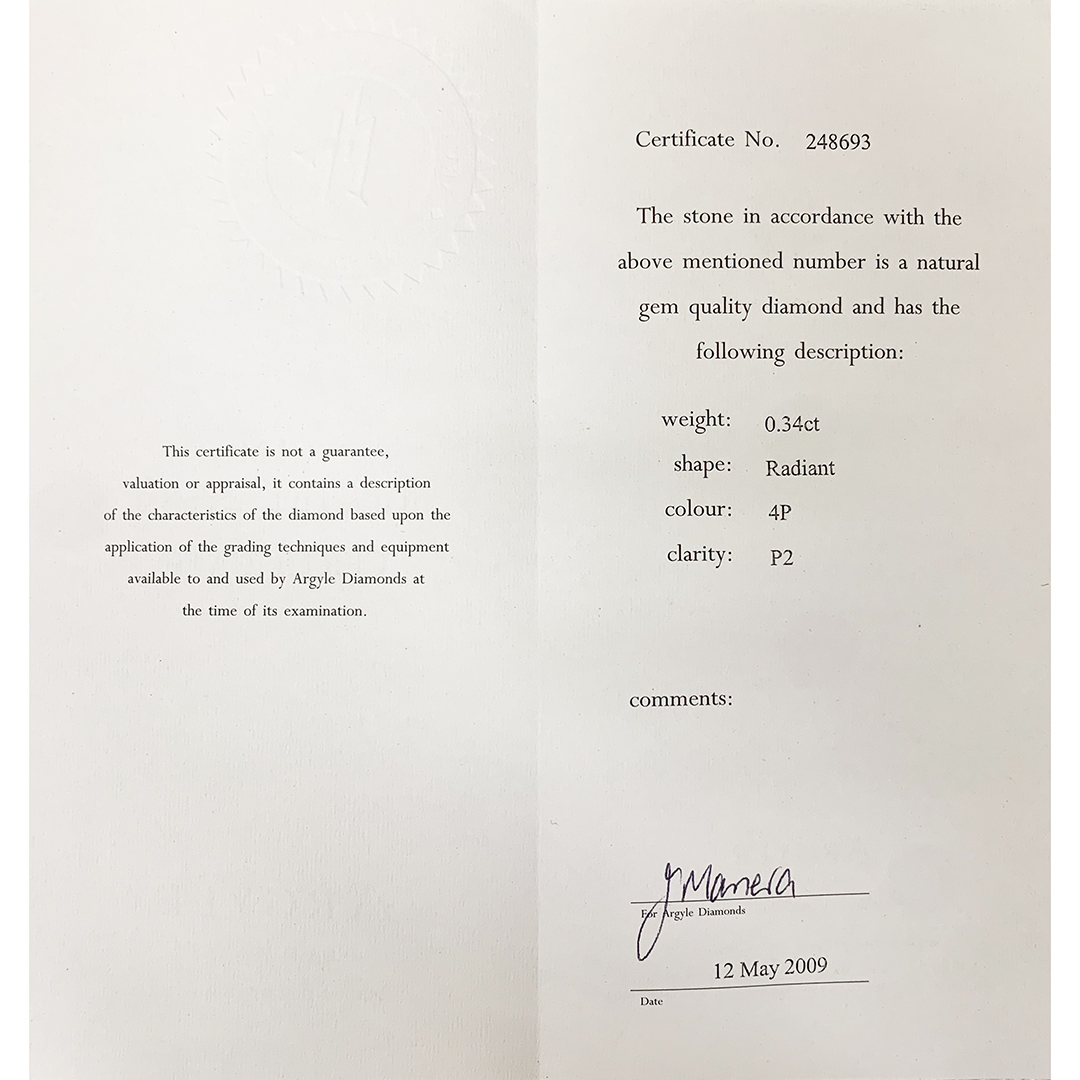 This certificate is not a guarantee,
valuation or appraisal, it contains a description
of the characteristics of the diamond based upon the
application of the grading techniques and equipment
available to and used by Argyle Diamonds at
the time of its examination.
Certificate No. 248693
The stone in accordance with the
above mentioned number is a natural
gem quality diamond and has the
following description:
weight: 0.34ct
shape: Radiant
colour: 4P
clarity: P2
comments:
J Manera
For Argyle Diamonds
12 May 2009
Date